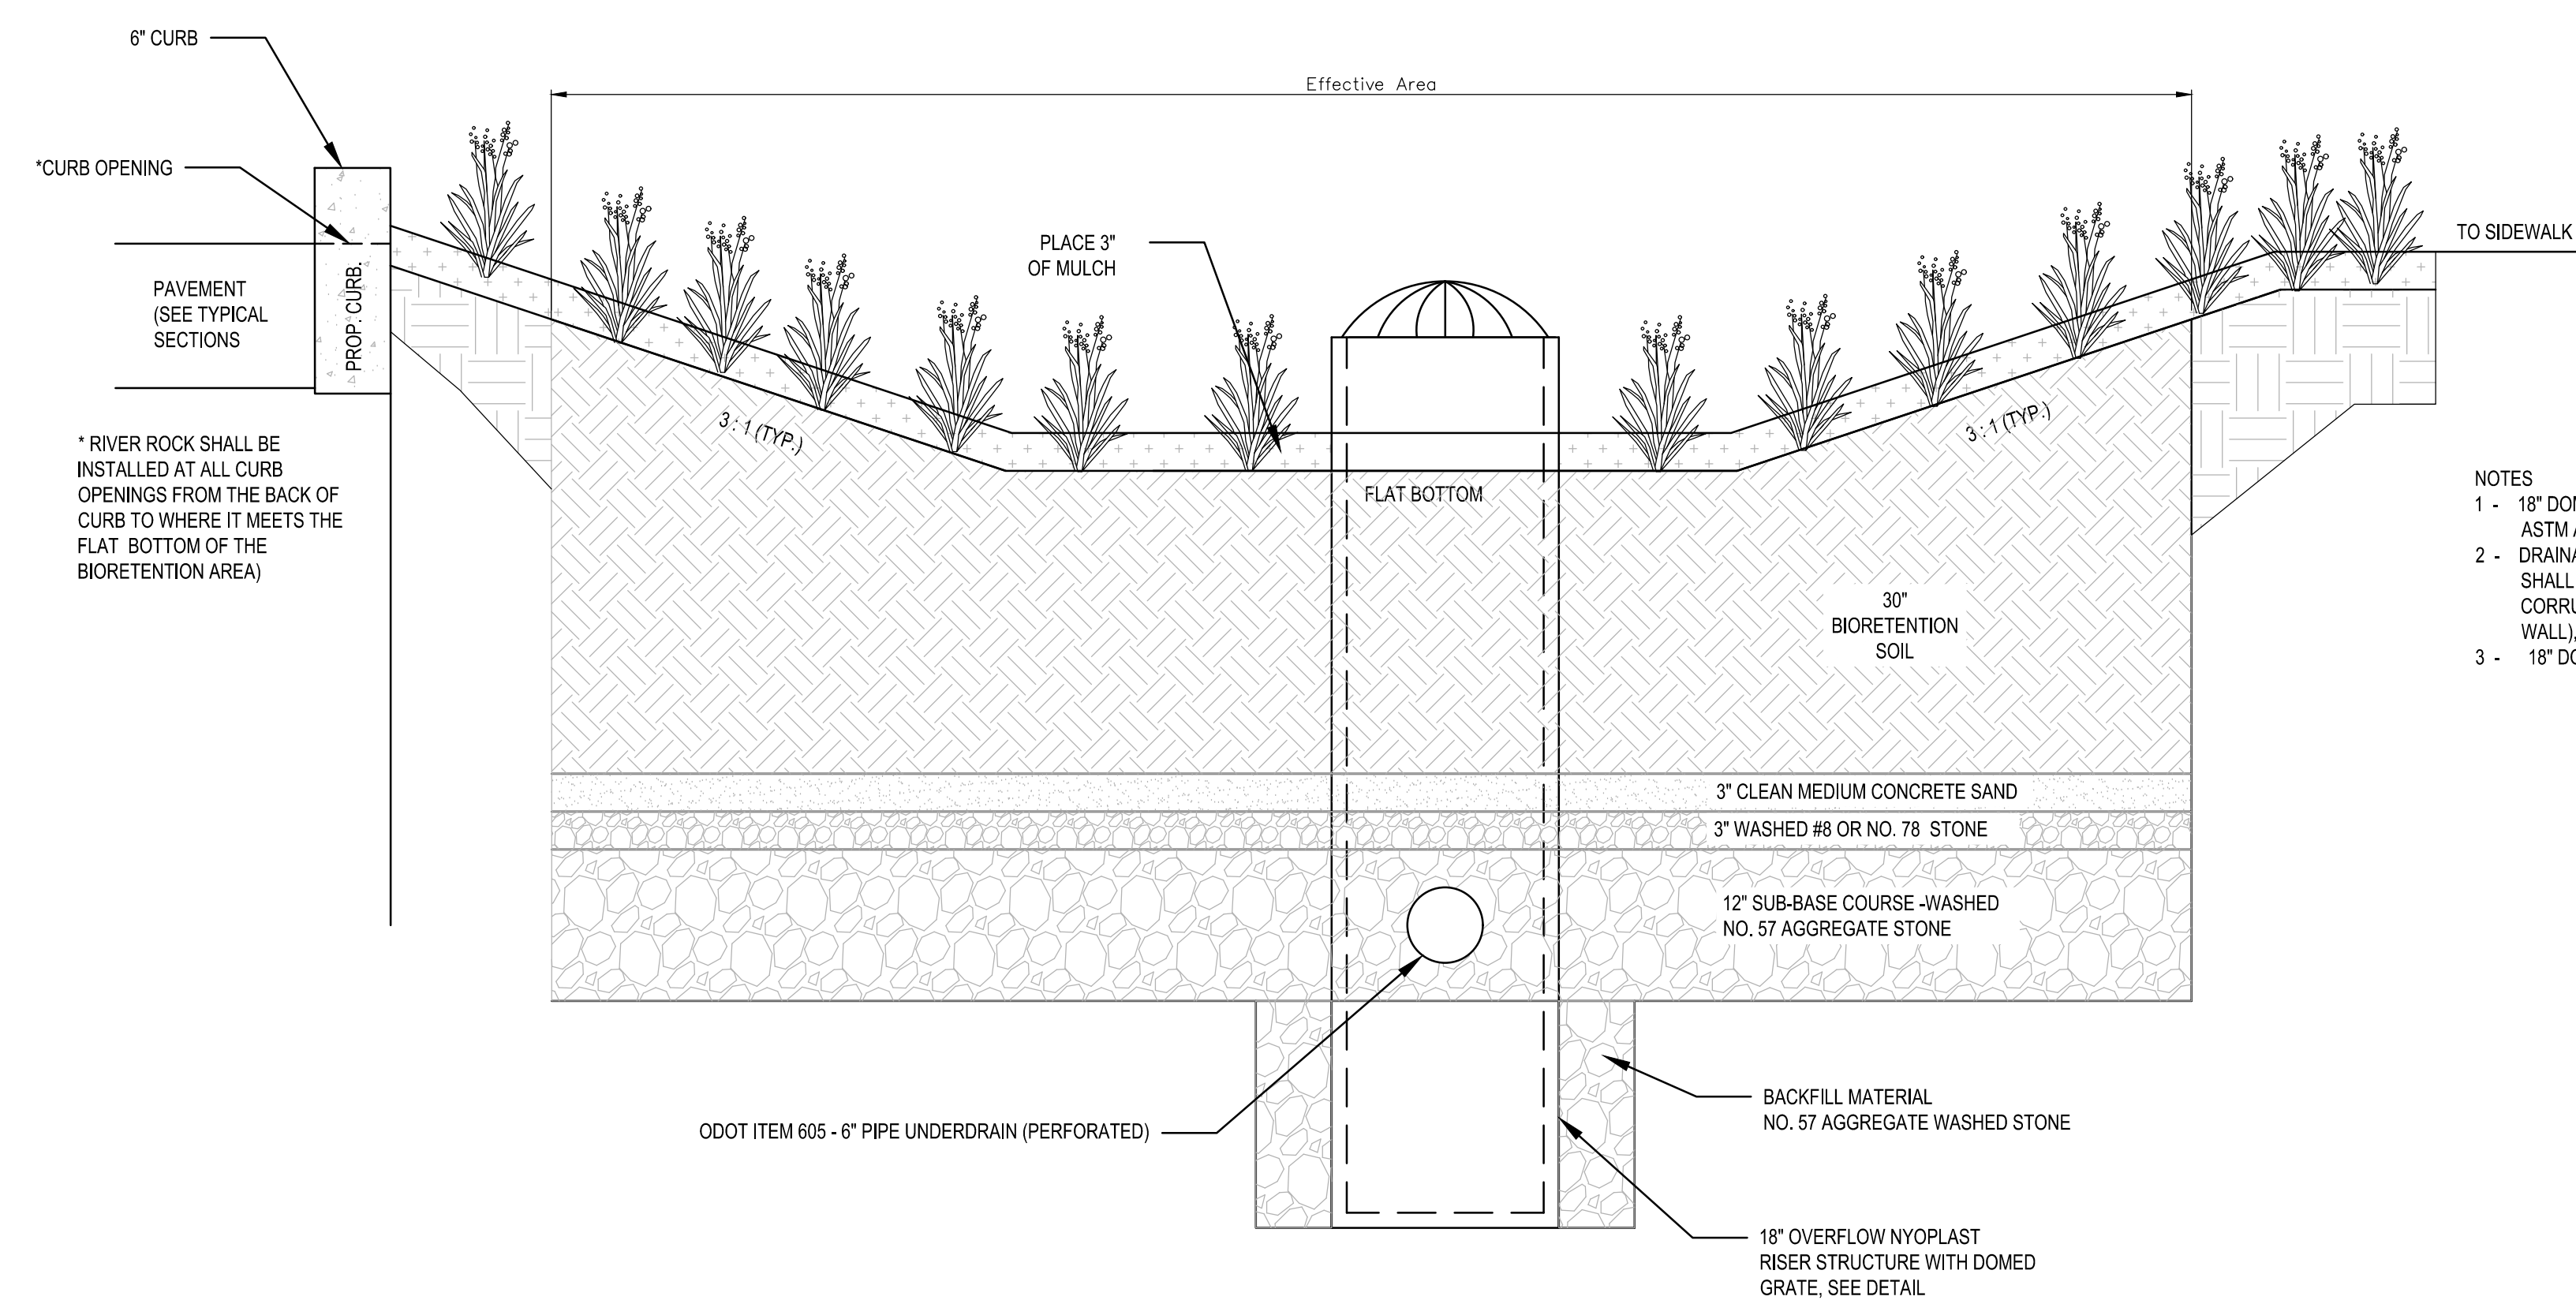 6" CURB
Effective Area
*CURB OPENING
PLACE 3"
OF MULCH
TO SIDEWALK
PAVEMENT
(SEE TYPICAL
SECTIONS
PROP. CURB.
3 : 1 (TYP.)
3 : 1 (TYP.)
* RIVER ROCK SHALL BE
INSTALLED AT ALL CURB
OPENINGS FROM THE BACK OF
CURB TO WHERE IT MEETS THE
FLAT BOTTOM OF THE
BIORETENTION AREA)
FLAT BOTTOM
NOTES
1 - 18"
ASTM
2 -
SHALL
WALL),
3 - 18"
30"
BIORETENTION
SOIL
3" CLEAN MEDIUM CONCRETE SAND
3" WASHED #8 OR NO. 78 STONE
12" SUB-BASE COURSE -WASHED
NO. 57 AGGREGATE STONE
ODOT ITEM 605 - 6" PIPE UNDERDRAIN (PERFORATED)
BACKFILL MATERIAL
NO. 57 AGGREGATE WASHED STONE
18" OVERFLOW NYOPLAST
RISER STRUCTURE WITH DOMED
GRATE, SEE DETAIL